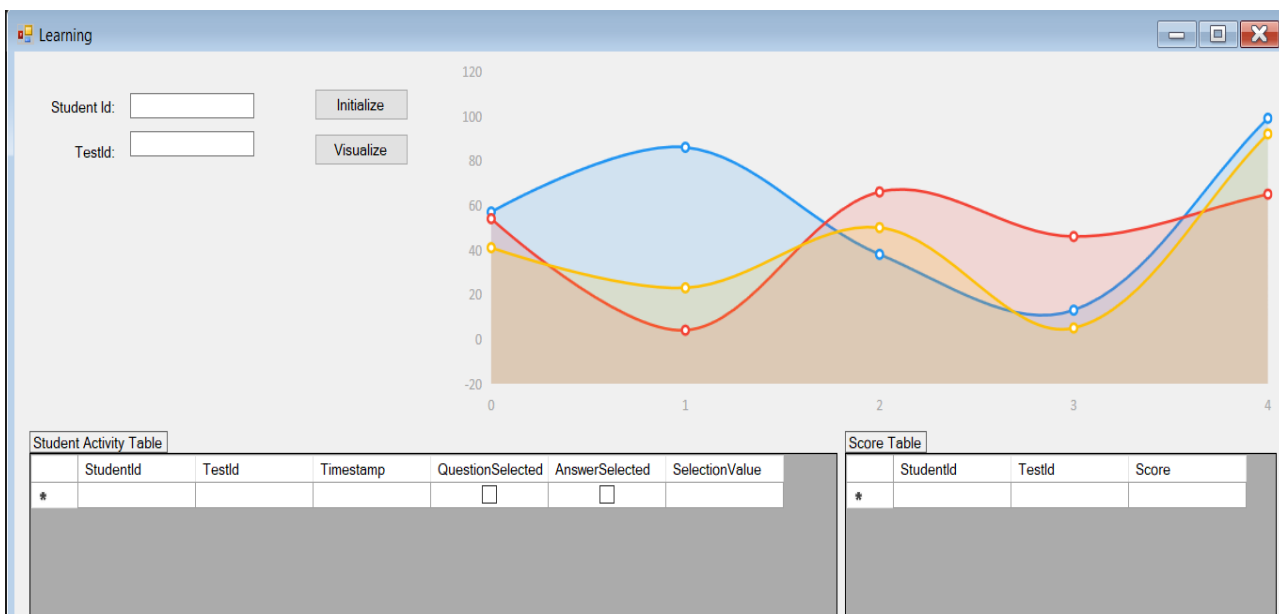 Learning
Student Id:
Initialize
TestId:
Visualize
120
100
80
60
40
20
0
-20
0 1 2 3 4
Student Activity Table
StudentId TestId Timestamp QuestionSelected AnswerSelected SelectionValue
*
Score Table
StudentId TestId Score
*